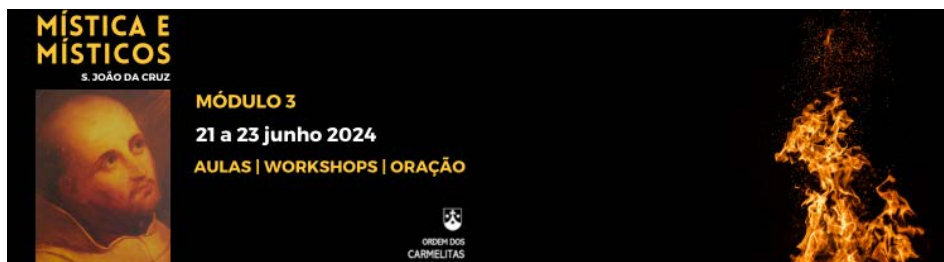 MÍSTICA E
MÍSTICOS
S. JOÃO DA CRUZ
MÓDULO 3
21 a 23 junho 2024
AULAS | WORKSHOPS | ORAÇÃO
ORDEM DOS
CARMELITAS